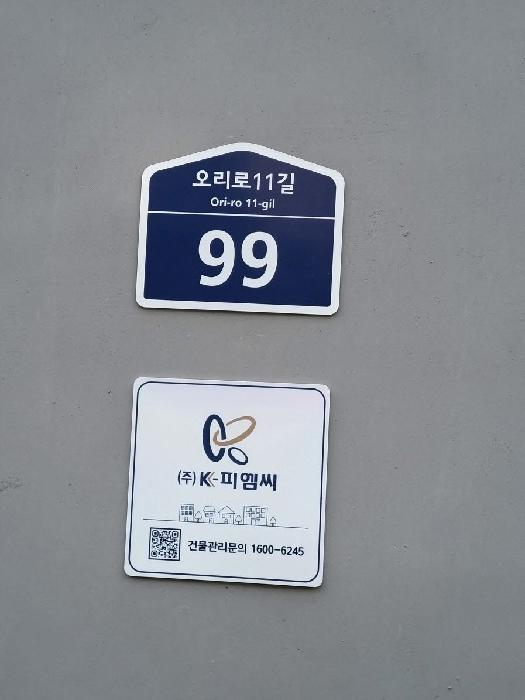 오리로11길
Ori-ro 11-gil
99
(주) K-피엠씨
건물관리문의 1600-6245